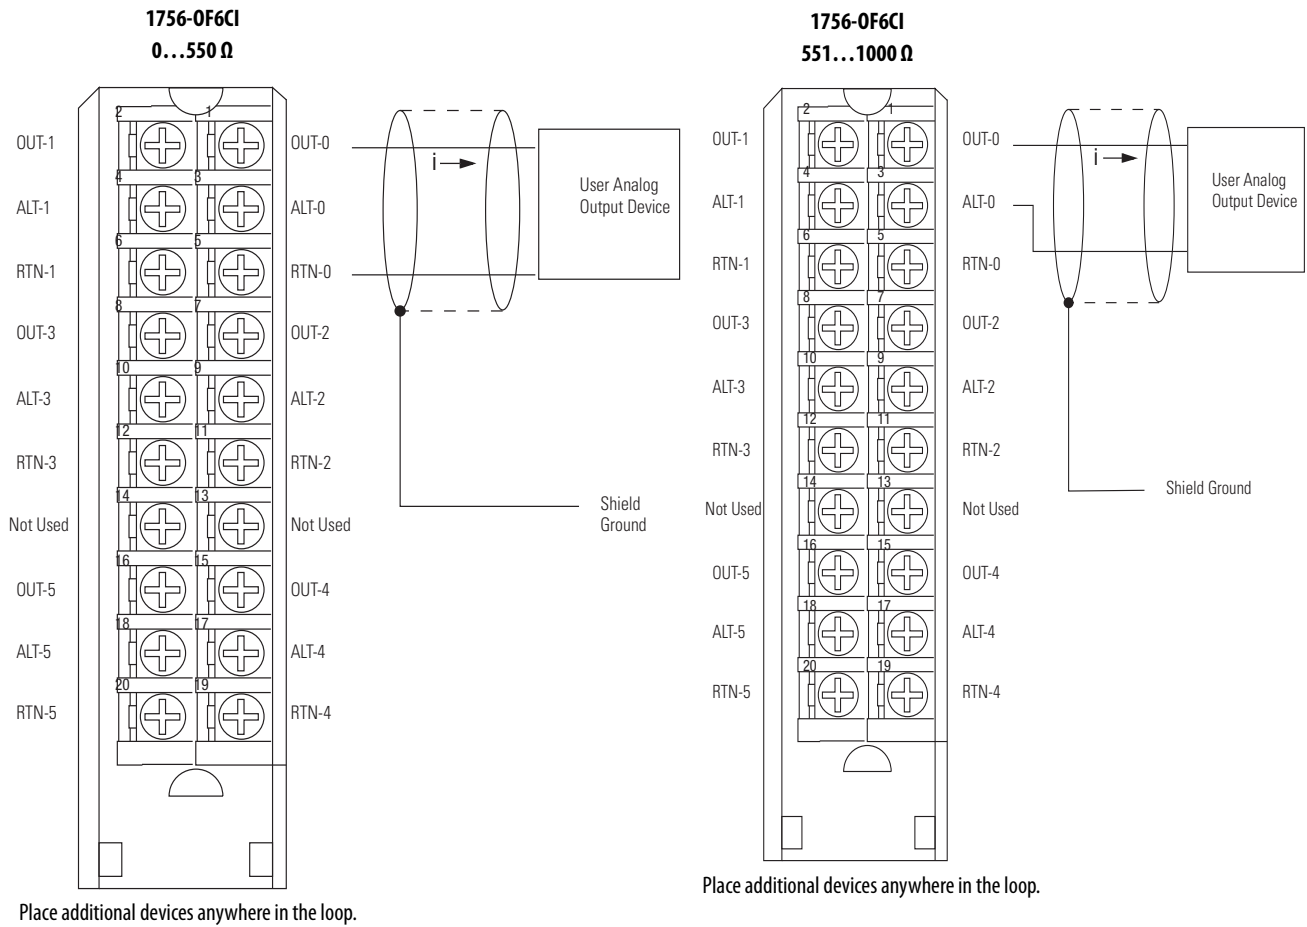 1756-OF6CI
0...550 Ω
2 1
OUT-1 OUT-0
4 3
ALT-1 ALT-0
6 5
RTN-1 RTN-0
8 7
OUT-3 OUT-2
10 9
ALT-3 ALT-2
12 11
RTN-3 RTN-2
14 13
Not Used Not Used
16 15
OUT-5 OUT-4
18 17
ALT-5 ALT-4
20 19
RTN-5 RTN-4
i
User Analog
Output Device
Shield
Ground
Place additional devices anywhere in the loop.
1756-OF6CI
551...1000 Ω
2 1
OUT-1 OUT-0
4 3
ALT-1 ALT-0
6 5
RTN-1 RTN-0
8 7
OUT-3 OUT-2
10 9
ALT-3 ALT-2
12 11
RTN-3 RTN-2
14 13
Not Used Not Used
16 15
OUT-5 OUT-4
18 17
ALT-5 ALT-4
20 19
RTN-5 RTN-4
i
User Analog
Output Device
Shield Ground
Place additional devices anywhere in the loop.